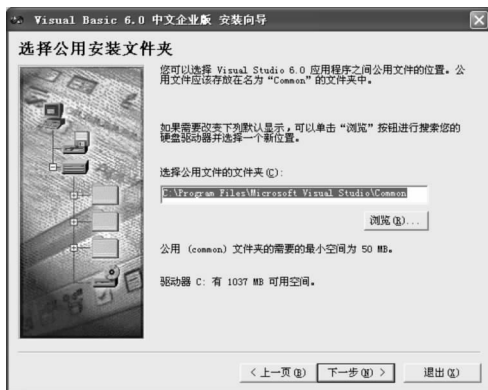 Visual Basic 6.0 中文企业版 安装向导
选择公用安装文件夹
您可以选择 Visual Studio 6.0 应用程序之间公用文件的位置。公
用文件应该存放在名为“Common”的文件夹中。
如果需要改变下列默认显示，可以单击“浏览”按钮进行搜索您的
硬盘驱动器并选择一个新位置。
选择公用文件的文件夹(C):
C:\Program Files\Microsoft Visual Studio\Common
浏览(R)...
公用 (common) 文件夹的需要的最小空间为 50 MB。
驱动器 C: 有 1037 MB 可用空间。
< 上一页(B) 下一步(N) > 退出(X)